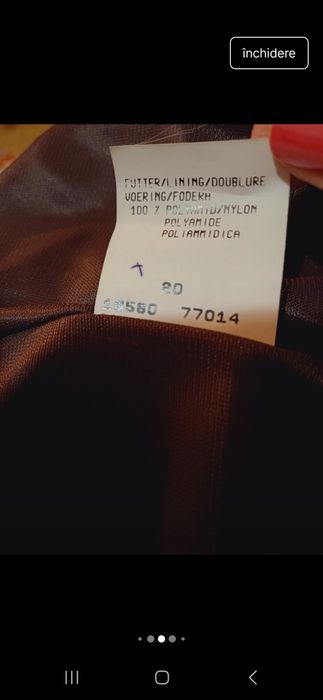 închidere
FUTTER/LINING/DOUBLURE
VOERING/FODERA
100 % POLYAMID/NYLON
POLYAMIDE
POLIAMMIDICA
80
77014